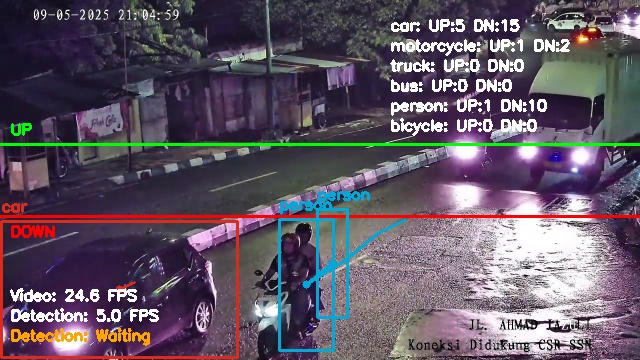 09-05-2025 21:04:59
car: UP:5 DN:15
motorcycle: UP:1 DN:2
truck: UP:0 DN:0
bus: UP:0 DN:0
person: UP:1 DN:10
bicycle: UP:0 DN:0
UP
car
person
person
DOWN
Video: 24.6 FPS
Detection: 5.0 FPS
Detection: Waiting
JL. AHMAD YAZULI
Koneksi Didukung CSR SSN